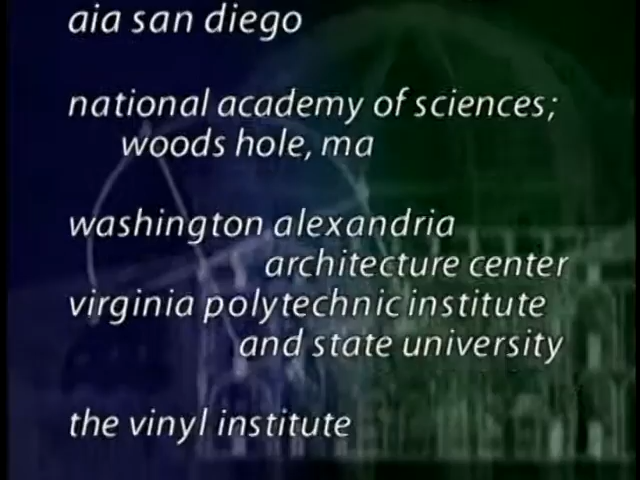 aia san diego
national academy of sciences;
woods hole, ma
washington alexandria
architecture center
virginia polytechnic institute
and state university
the vinyl institute